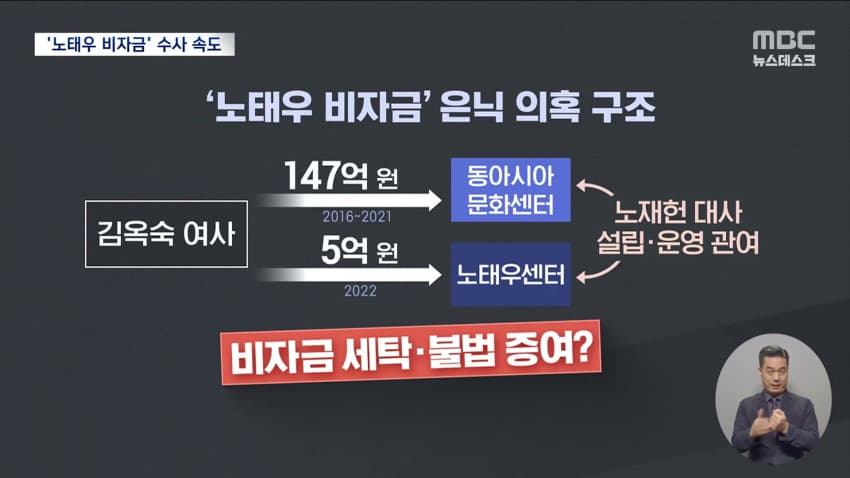 '노태우 비자금' 수사 속도
MBC
뉴스데스크
'노태우 비자금' 은닉 의혹 구조
147억 원
2016~2021
김옥숙 여사
5억 원
2022
동아시아
문화센터
노태우센터
노재헌 대사
설립·운영 관여
비자금 세탁·불법 증여?